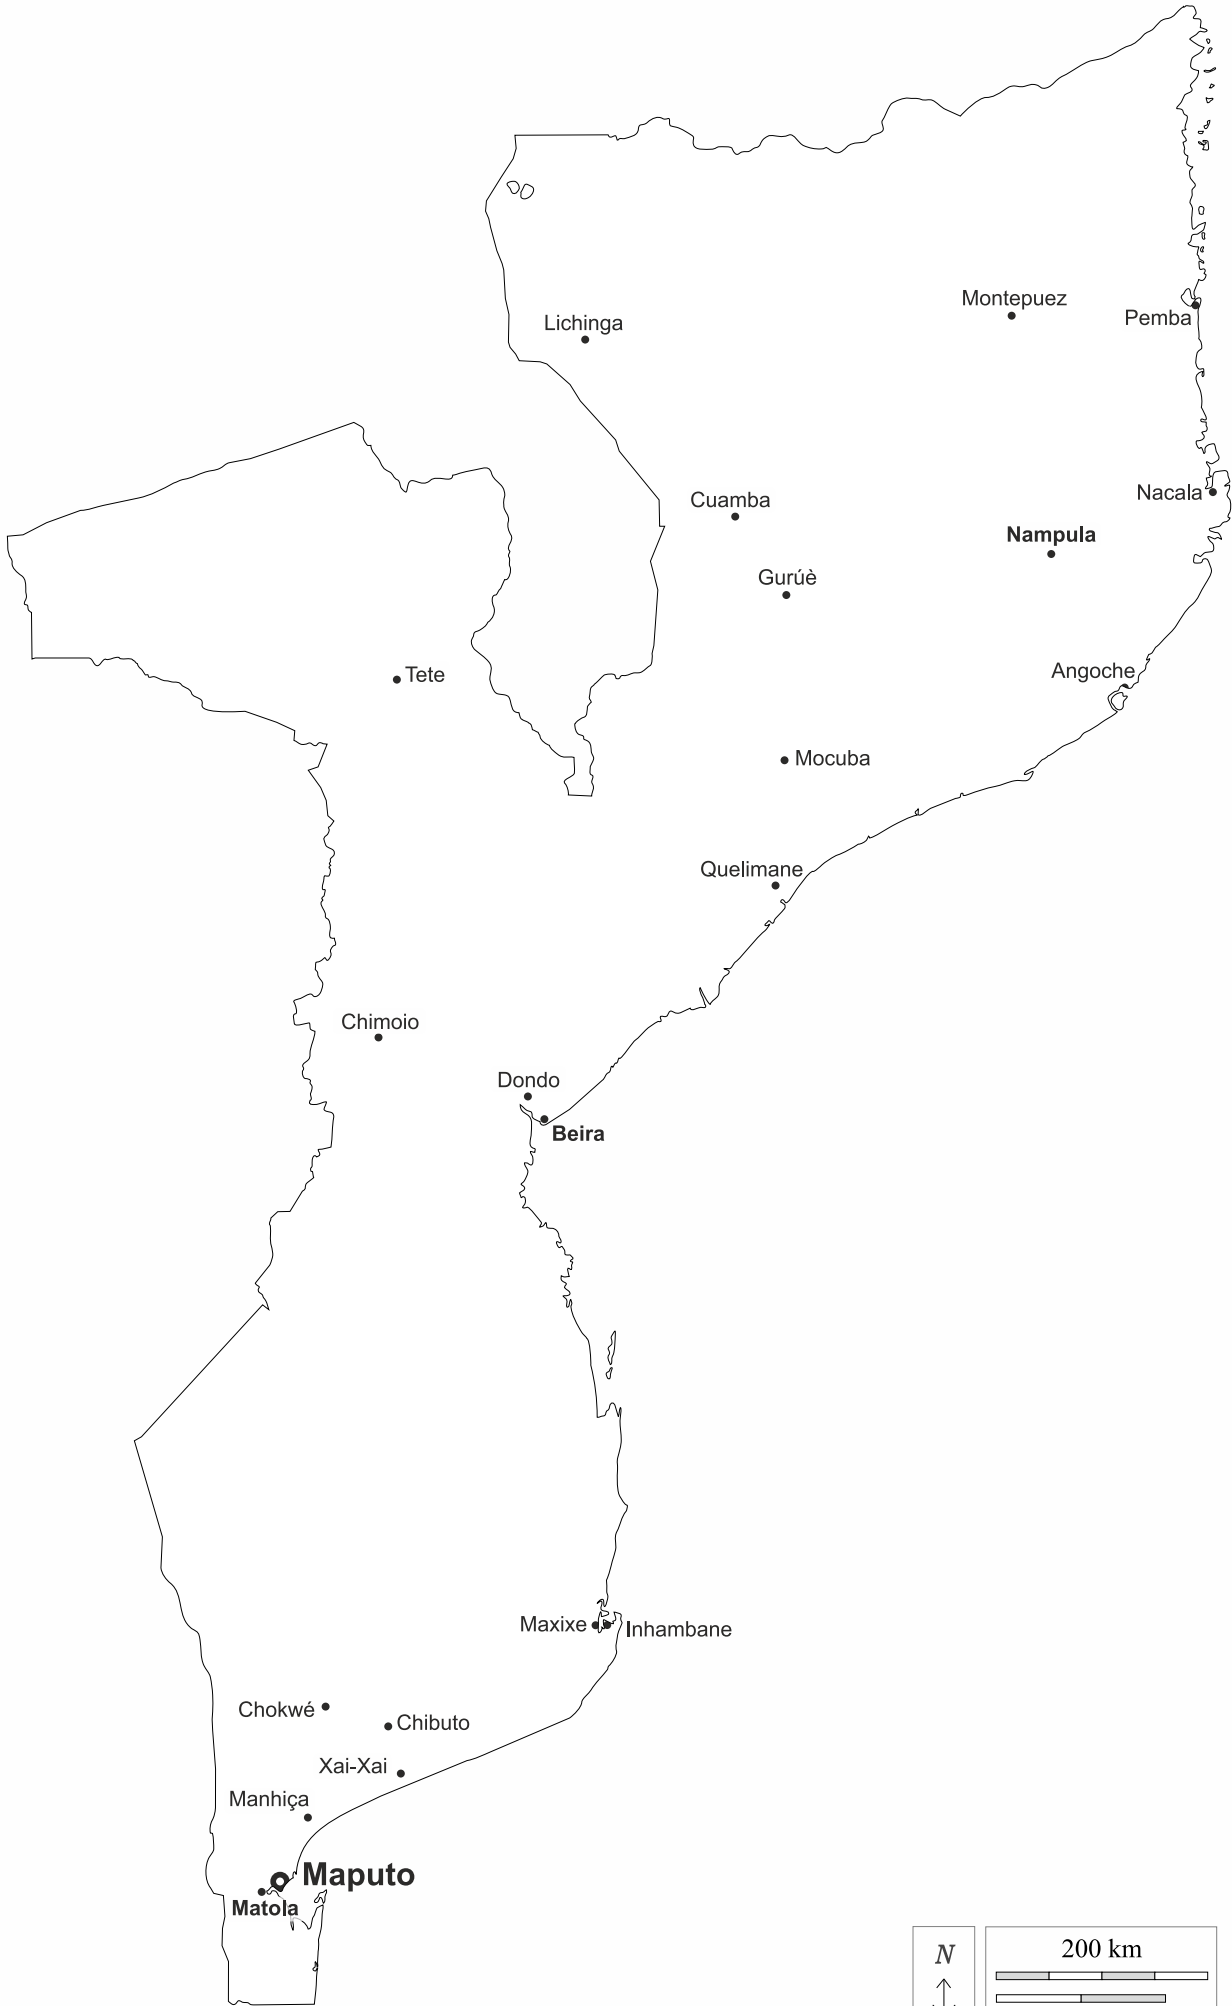 Montepuez
Lichinga
Pemba
Cuamba
Nacala
Nampula
Gurúè
Tete
Angoche
Mocuba
Quelimane
Chimoio
Dondo
Beira
Maxixe
Inhambane
Chokwé
Chibuto
Xai-Xai
Manhiça
Maputo
Matola
N
200 km